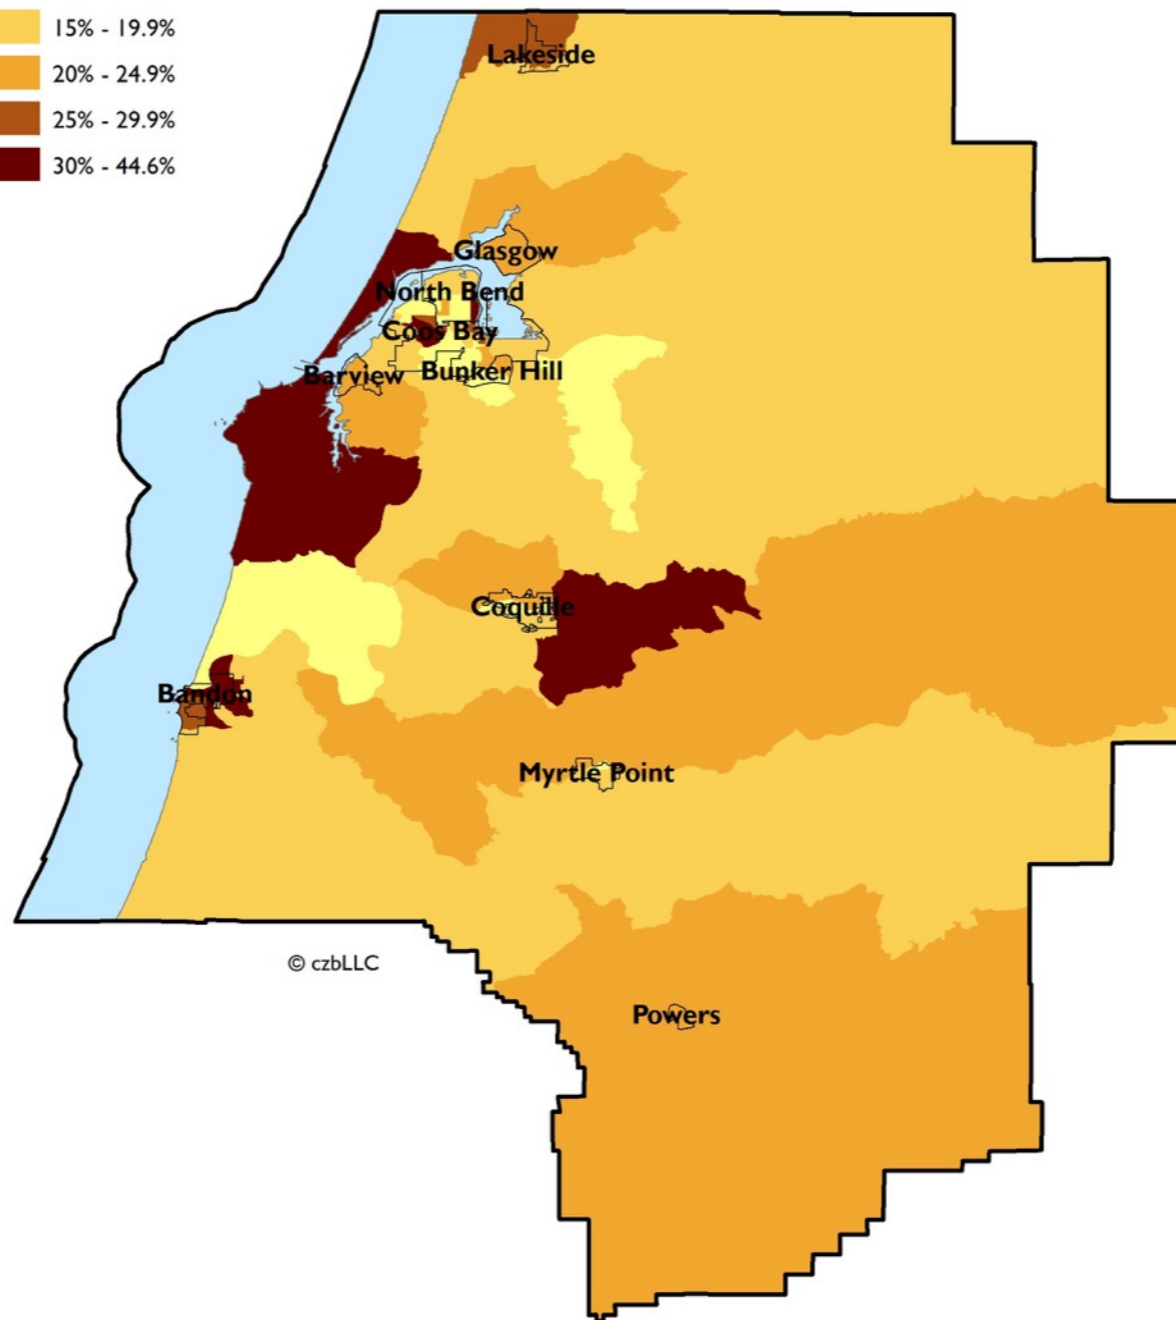 15% - 19.9%
20% - 24.9%
25% - 29.9%
30% - 44.6%
Lakeside
Glasgow
North Bend
Coos Bay
Barview
Bunker Hill
Coquille
Bandon
Myrtle Point
© czbLLC
Powers